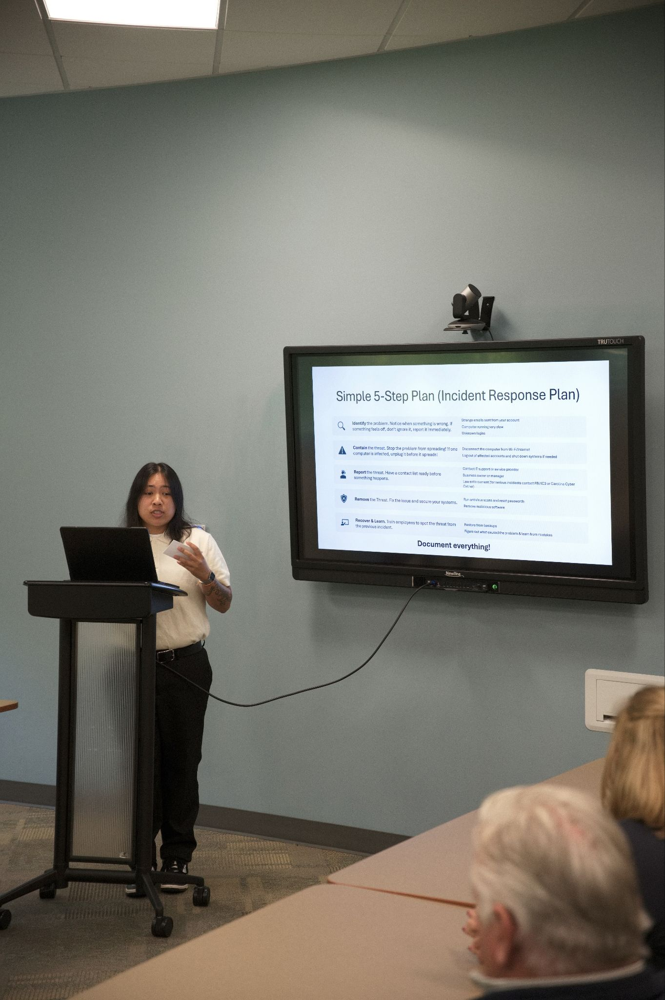 TRUTOUCH
Simple 5-Step Plan (Incident Response Plan)
Identify the problem. Notice when something is wrong. If
something feels off, don't ignore it, report it immediately.
Strange emails sent from your account
Computer running very slow
Unknown logins
Contain the threat. Stop the problem from spreading! If one
computer is infected, unplug it before it spreads!
Disconnect the computer from Wi-Fi/Internet
Log out of affected accounts and shut down systems if needed
Report the threat. Have a contact list ready before
something happens.
Contact IT support or service provider
Business owner or manager
Law enforcement (for serious incidents contact FBI/IC3 or Carolina Cyber
Cetner)
Remove the Threat. Fix the issue and secure your systems.
Run antivirus scans and reset passwords
Remove malicious software
Recover & Learn. Train employees to spot the threat from
the previous incident.
Restore from backups
Figure out what caused the problem & learn from mistakes
Document everything!
Newline